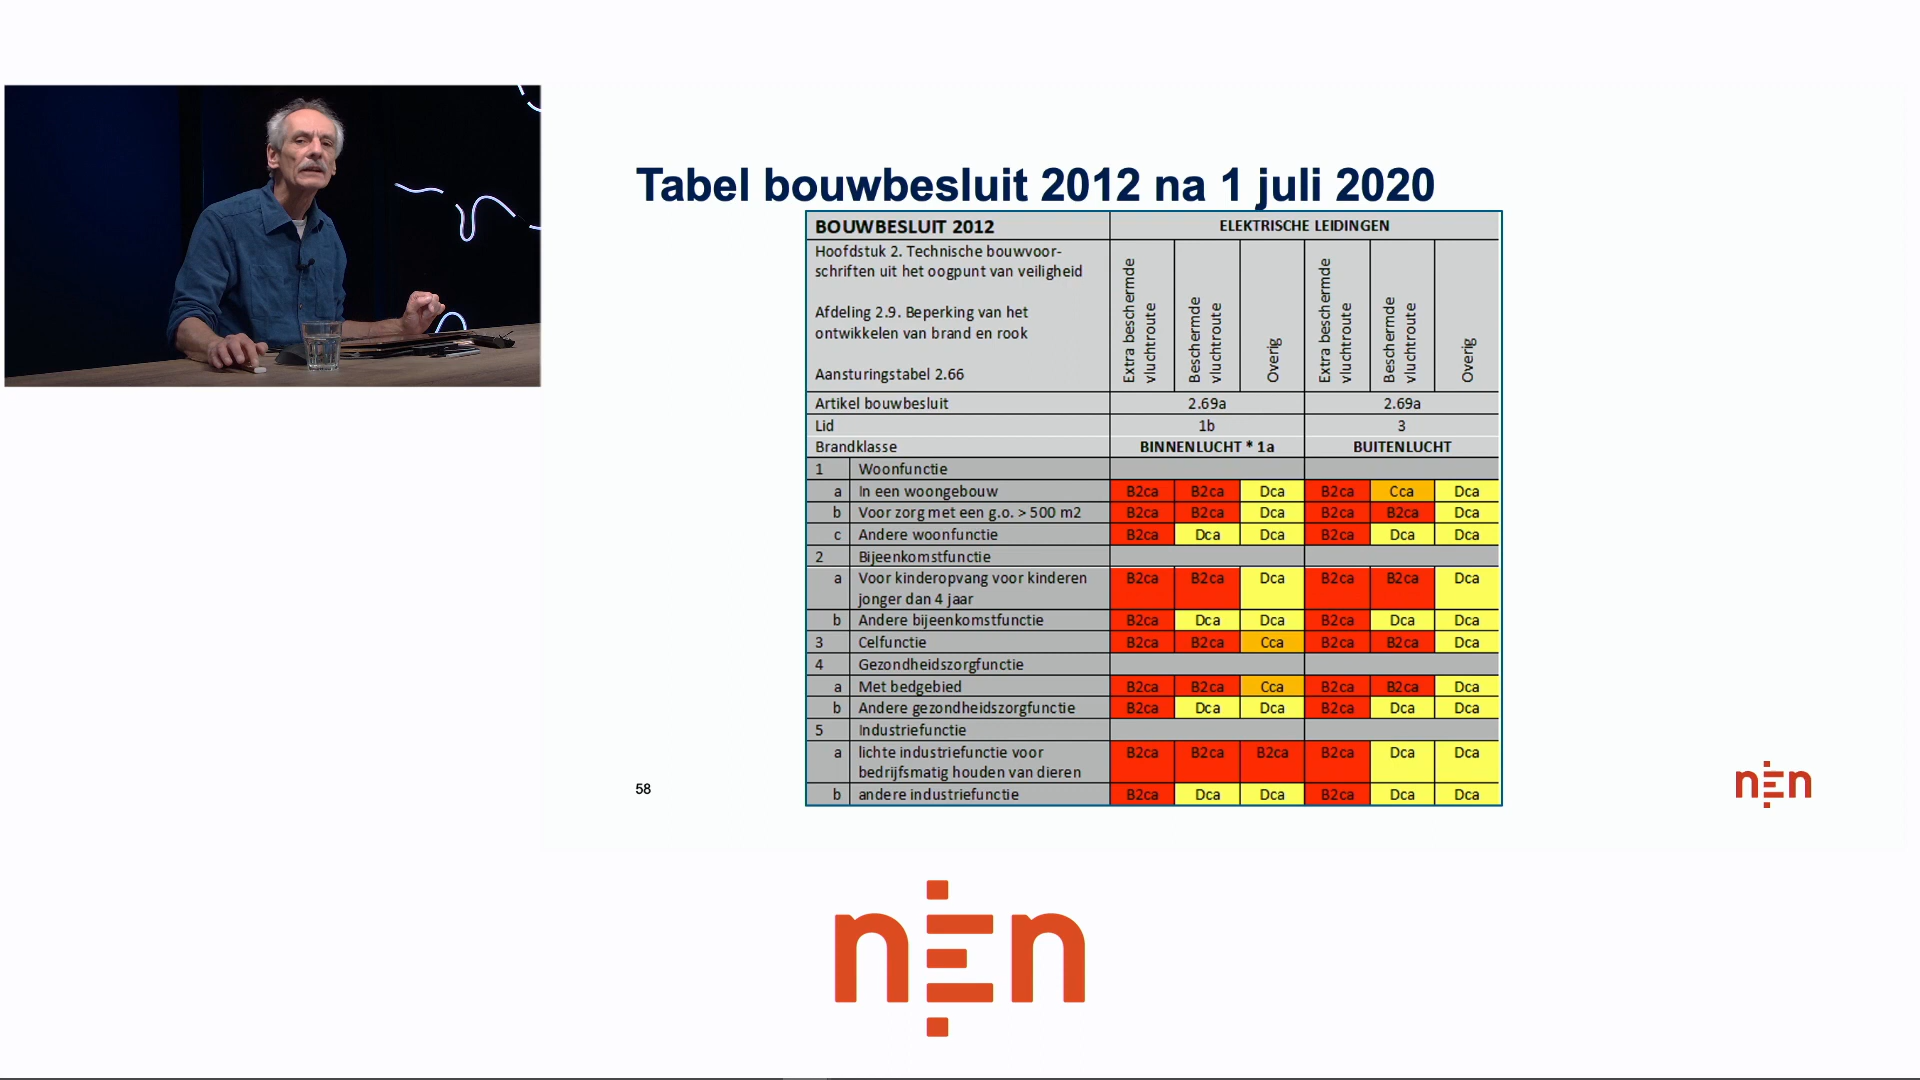 Tabel bouwbesluit 2012 na 1 juli 2020
BOUWBESLUIT 2012
ELEKTRISCHE LEIDINGEN
Hoofdstuk 2. Technische bouwvoor-
schriften uit het oogpunt van veiligheid
Afdeling 2.9. Beperking van het
ontwikkelen van brand en rook
Aansturingstabel 2.66
Extra beschermde
vluchtroute
Beschermde
vluchtroute
Overig
Extra beschermde
vluchtroute
Beschermde
vluchtroute
Overig
Artikel bouwbesluit 2.69a 2.69a
Lid 1b 3
Brandklasse BINNENLUCHT * 1a BUITENLUCHT
1 Woonfunctie
a In een woongebouw B2ca B2ca Dca B2ca Cca Dca
b Voor zorg met een g.o. > 500 m2 B2ca B2ca Dca B2ca B2ca Dca
c Andere woonfunctie B2ca Dca Dca B2ca Dca Dca
2 Bijeenkomstfunctie
a Voor kinderopvang voor kinderen B2ca B2ca Dca B2ca B2ca Dca
jonger dan 4 jaar
b Andere bijeenkomstfunctie B2ca Dca Dca B2ca Dca Dca
3 Celfunctie B2ca B2ca Cca B2ca B2ca Dca
4 Gezondheidszorgfunctie
a Met bedgebied B2ca B2ca Cca B2ca B2ca Dca
b Andere gezondheidszorgfunctie B2ca Dca Dca B2ca Dca Dca
5 Industriefunctie
a lichte industriefunctie voor B2ca B2ca B2ca B2ca Dca Dca
bedrijfsmatig houden van dieren
b andere industriefunctie B2ca Dca Dca B2ca Dca Dca
58
nEn
nEn